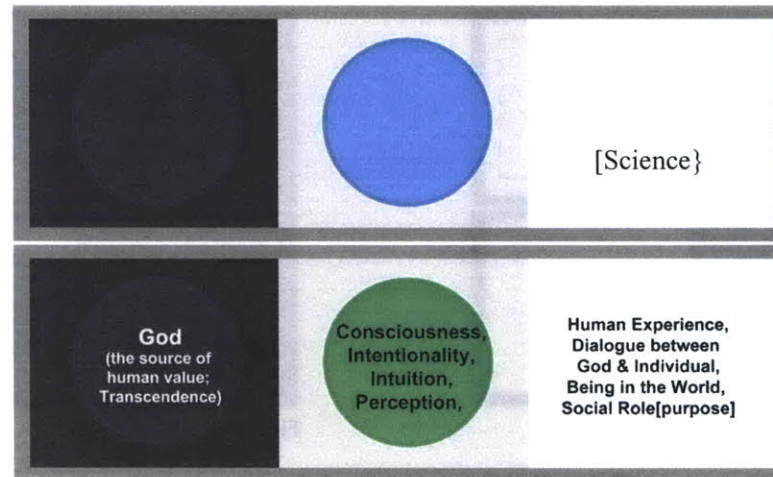 [Science}
God
(the source of
human value;
Transcendence)
Consciousness,
Intentionality,
Intuition,
Perception,
Human Experience,
Dialogue between
God & Individual,
Being in the World,
Social Role[purpose]